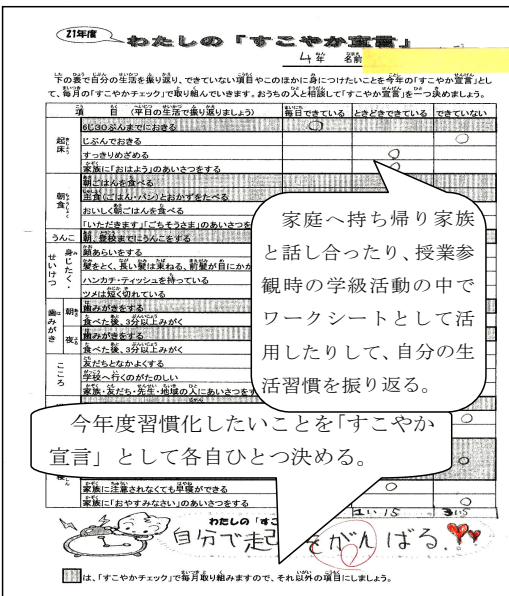 21年度
わたしの「すこやか宣言」
4年 名前
下の表で自分の生活を振り返り、できていない項目やこのほかに身につけたいことを今年の「すこやか宣言」とし
て、毎月の「すこやかチェック」で取り組んでいきます。おうちの人と相談して「すこやか宣言」を一つ決めましょう。
項 目 (平日の生活で振り返りましょう) 毎日できている ときどきできている できていない
起床
6じ30ぷんまでにおきる
じぶんでおきる
すっきりめざめる
家族に「おはよう」のあいさつをする
朝食
朝ごはんを食べる
主食(ごはん・パン)とおかずをたべる
おいしく朝ごはんを食べる
「いただきます」「ごちそうさま」のあいさつを
うんこ 朝、登校までにうんこをする
身じたく・せいけつ
顔あらいをする
髪をとく、長い髪は束ねる、前髪が目にかか
ハンカチ・ティッシュを持っている
ツメは短く切れている
歯みがき
朝 歯みがきをする
食べた後、3分以上みがく
夜 歯みがきをする
食べた後、3分以上みがく
こころ
友だちとなかよくする
学校へ行くのがたのしい
家族・友だち・先生・地域の人にあいさつをす
家庭へ持ち帰り家族
と話し合ったり、授業参
観時の学級活動の中で
ワークシートとして活
用したりして、自分の生
活習慣を振り返る。
今年度習慣化したいことを「すこやか
宣言」として各自ひとつ決める。
家族に注意されなくても早寝ができる
家族に「おやすみなさい」のあいさつをする
わたしの「すこ
自分で起
をがんばる。
は、「すこやかチェック」で毎月取り組みますので、それ以外の項目にしましょう。